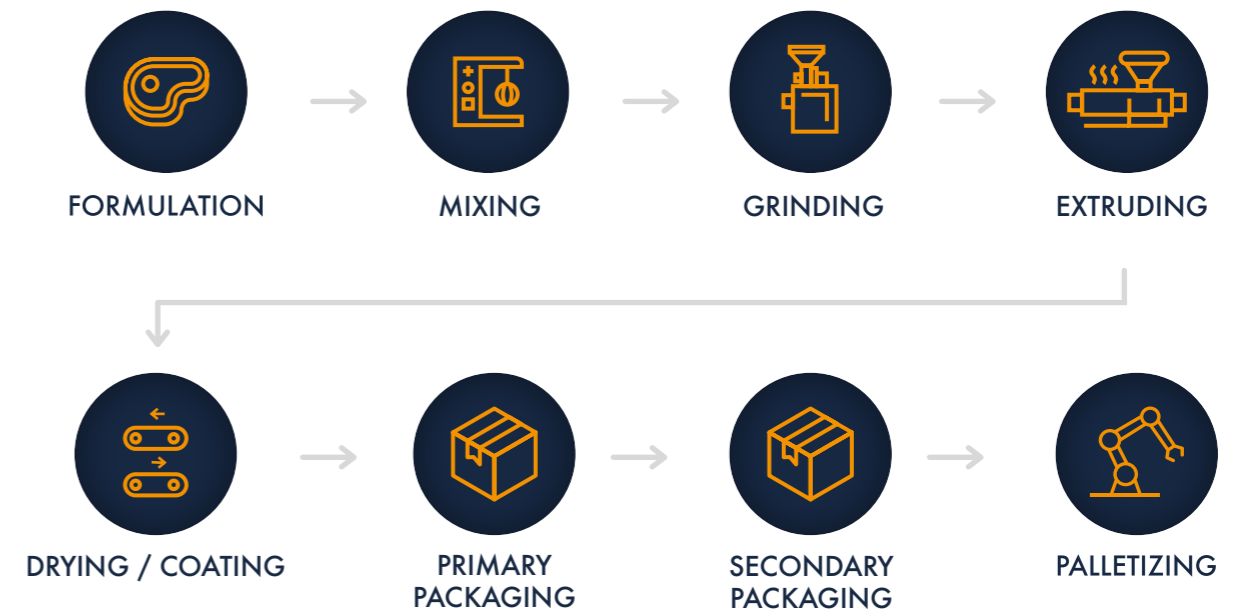 FORMULATION
MIXING
GRINDING
EXTRUDING
DRYING / COATING
PRIMARY
PACKAGING
SECONDARY
PACKAGING
PALLETIZING